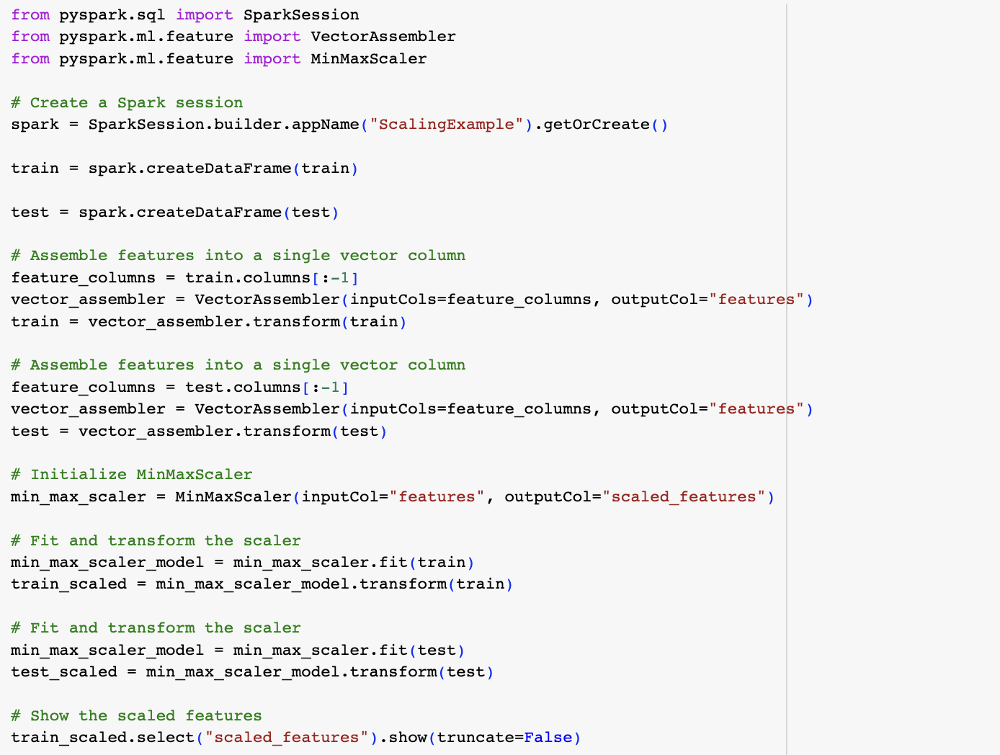 from pyspark.sql import SparkSession
from pyspark.ml.feature import VectorAssembler
from pyspark.ml.feature import MinMaxScaler
# Create a Spark session
spark = SparkSession.builder.appName("ScalingExample").getOrCreate()
train = spark.createDataFrame(train)
test = spark.createDataFrame(test)
# Assemble features into a single vector column
feature_columns = train.columns[:-1]
vector_assembler = VectorAssembler(inputCols=feature_columns, outputCol="features")
train = vector_assembler.transform(train)
# Assemble features into a single vector column
feature_columns = test.columns[:-1]
vector_assembler = VectorAssembler(inputCols=feature_columns, outputCol="features")
test = vector_assembler.transform(test)
# Initialize MinMaxScaler
min_max_scaler = MinMaxScaler(inputCol="features", outputCol="scaled_features")
# Fit and transform the scaler
min_max_scaler_model = min_max_scaler.fit(train)
train_scaled = min_max_scaler_model.transform(train)
# Fit and transform the scaler
min_max_scaler_model = min_max_scaler.fit(test)
test_scaled = min_max_scaler_model.transform(test)
# Show the scaled features
train_scaled.select("scaled_features").show(truncate=False)